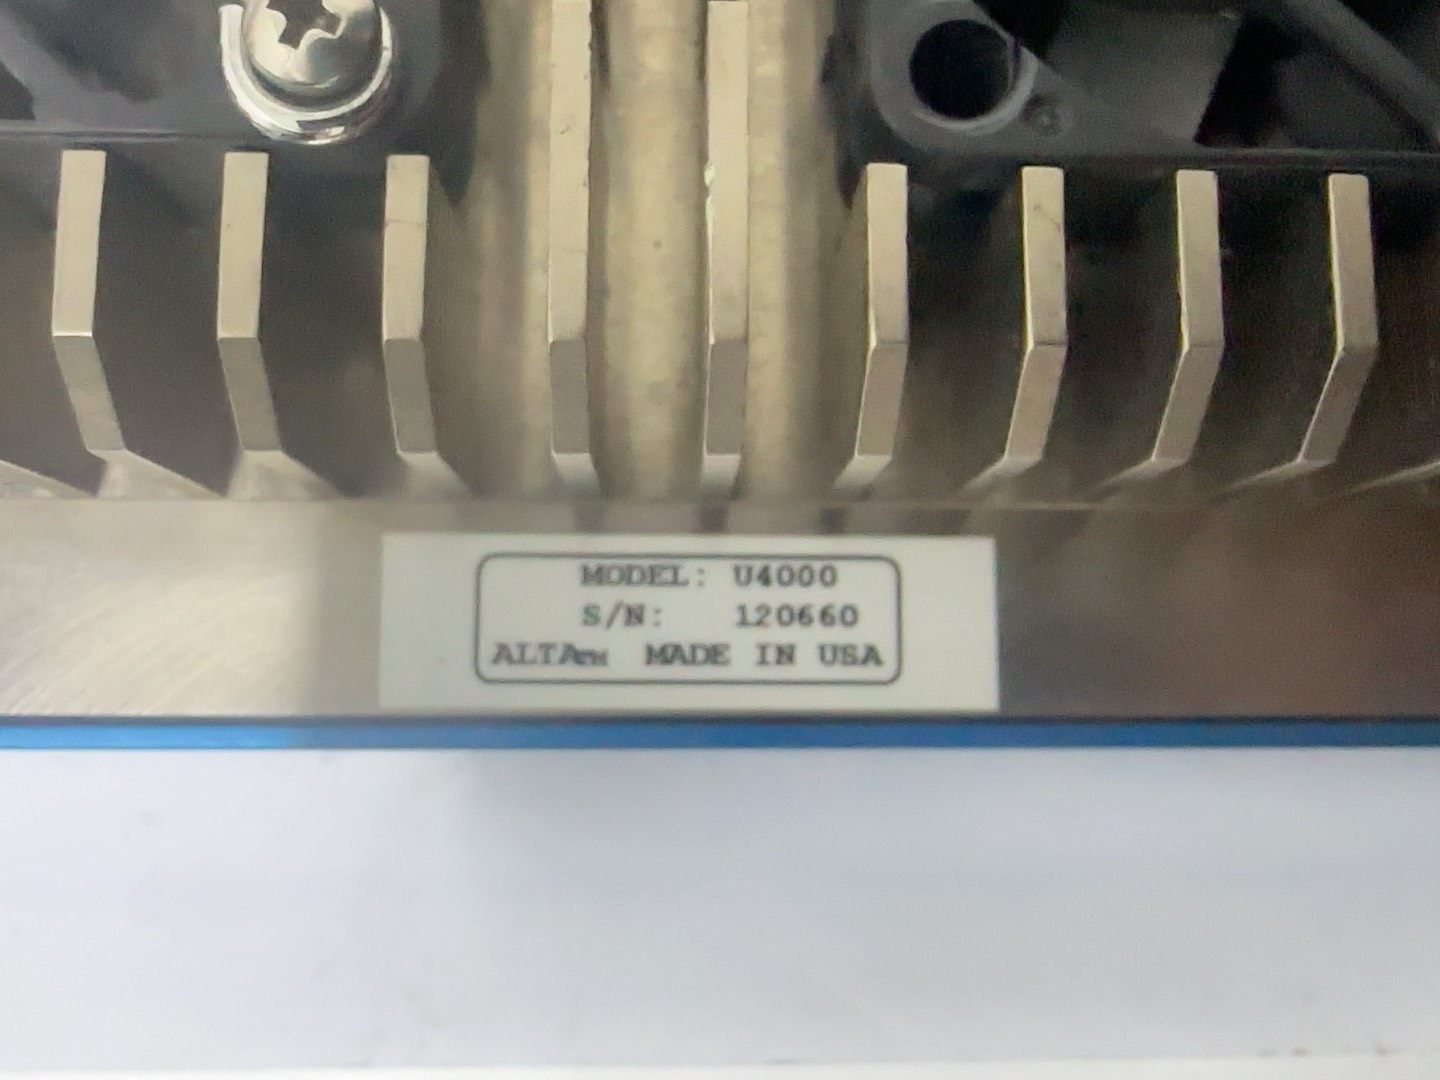 MODEL: U4000
S/N: 120660
ALTA™ MADE IN USA